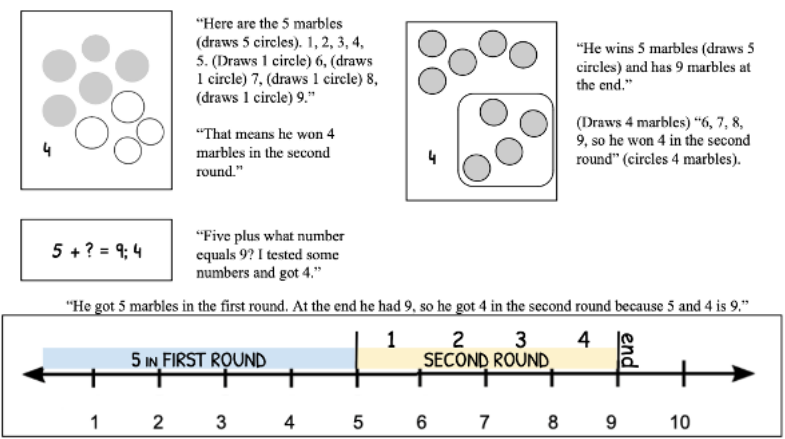 “Here are the 5 marbles
(draws 5 circles). 1, 2, 3, 4,
5. (Draws 1 circle) 6, (draws
1 circle) 7, (draws 1 circle) 8,
(draws 1 circle) 9.”
“That means he won 4
marbles in the second
round.”
4
“He wins 5 marbles (draws 5
circles) and has 9 marbles at
the end.”
(Draws 4 marbles) “6, 7, 8,
9, so he won 4 in the second
round” (circles 4 marbles).
4
5 + ? = 9; 4
“Five plus what number
equals 9? I tested some
numbers and got 4.”
“He got 5 marbles in the first round. At the end he had 9, so he got 4 in the second round because 5 and 4 is 9.”
1 2 3 4 end
5 IN FIRST ROUND SECOND ROUND
1 2 3 4 5 6 7 8 9 10